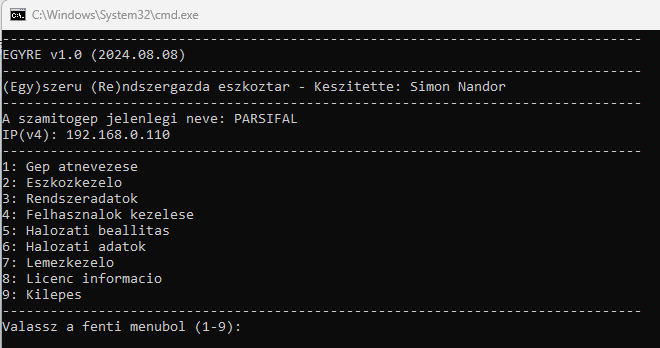 C:\Windows\System32\cmd.exe
--------------------------------------------------------------------------------
EGYRE v1.0 (2024.08.08)
--------------------------------------------------------------------------------
(Egy)szeru (Re)ndszergazda eszkoztar - Keszitette: Simon Nandor
--------------------------------------------------------------------------------
A szamitogep jelenlegi neve: PARSIFAL
IP(v4): 192.168.0.110
--------------------------------------------------------------------------------
1: Gep atnevezese
2: Eszkozkezelo
3: Rendszeradatok
4: Felhasznalok kezelese
5: Halozati beallitas
6: Halozati adatok
7: Lemezkezelo
8: Licenc informacio
9: Kilepes
--------------------------------------------------------------------------------
Valassz a fenti menubol (1-9):